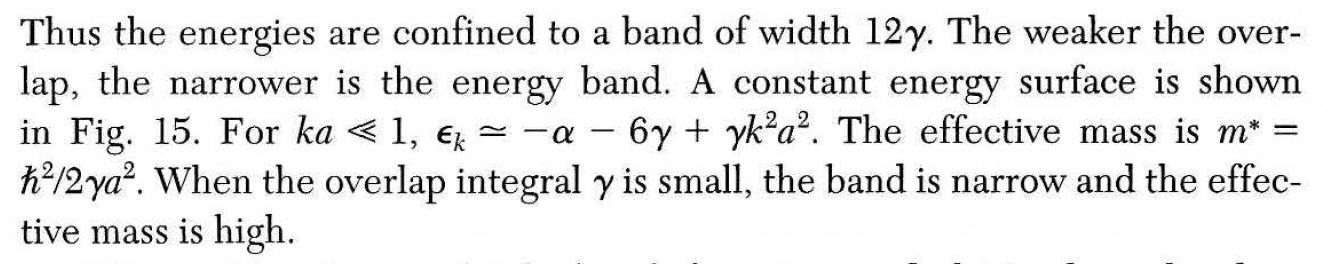 Thus the energies are confined to a band of width 12γ. The weaker the over-
lap, the narrower is the energy band. A constant energy surface is shown
in Fig. 15. For ka ≪ 1, ϵₖ ≃ −α − 6γ + γk²a². The effective mass is m* =
ℏ²/2γa². When the overlap integral γ is small, the band is narrow and the effec-
tive mass is high.